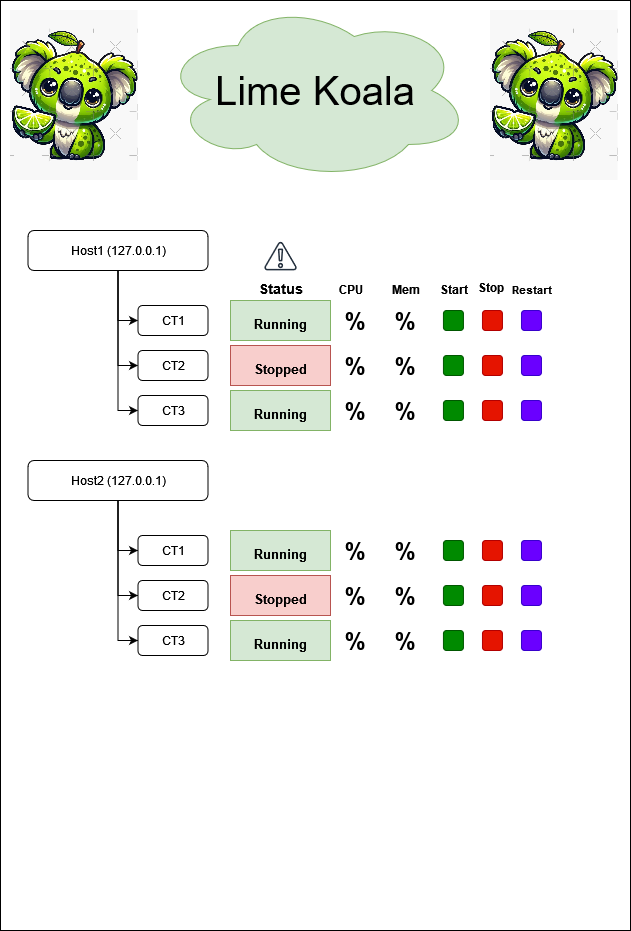 Lime Koala
Host1 (127.0.0.1)
Status CPU Mem Start Stop Restart
CT1 Running % %
CT2 Stopped % %
CT3 Running % %
Host2 (127.0.0.1)
CT1 Running % %
CT2 Stopped % %
CT3 Running % %